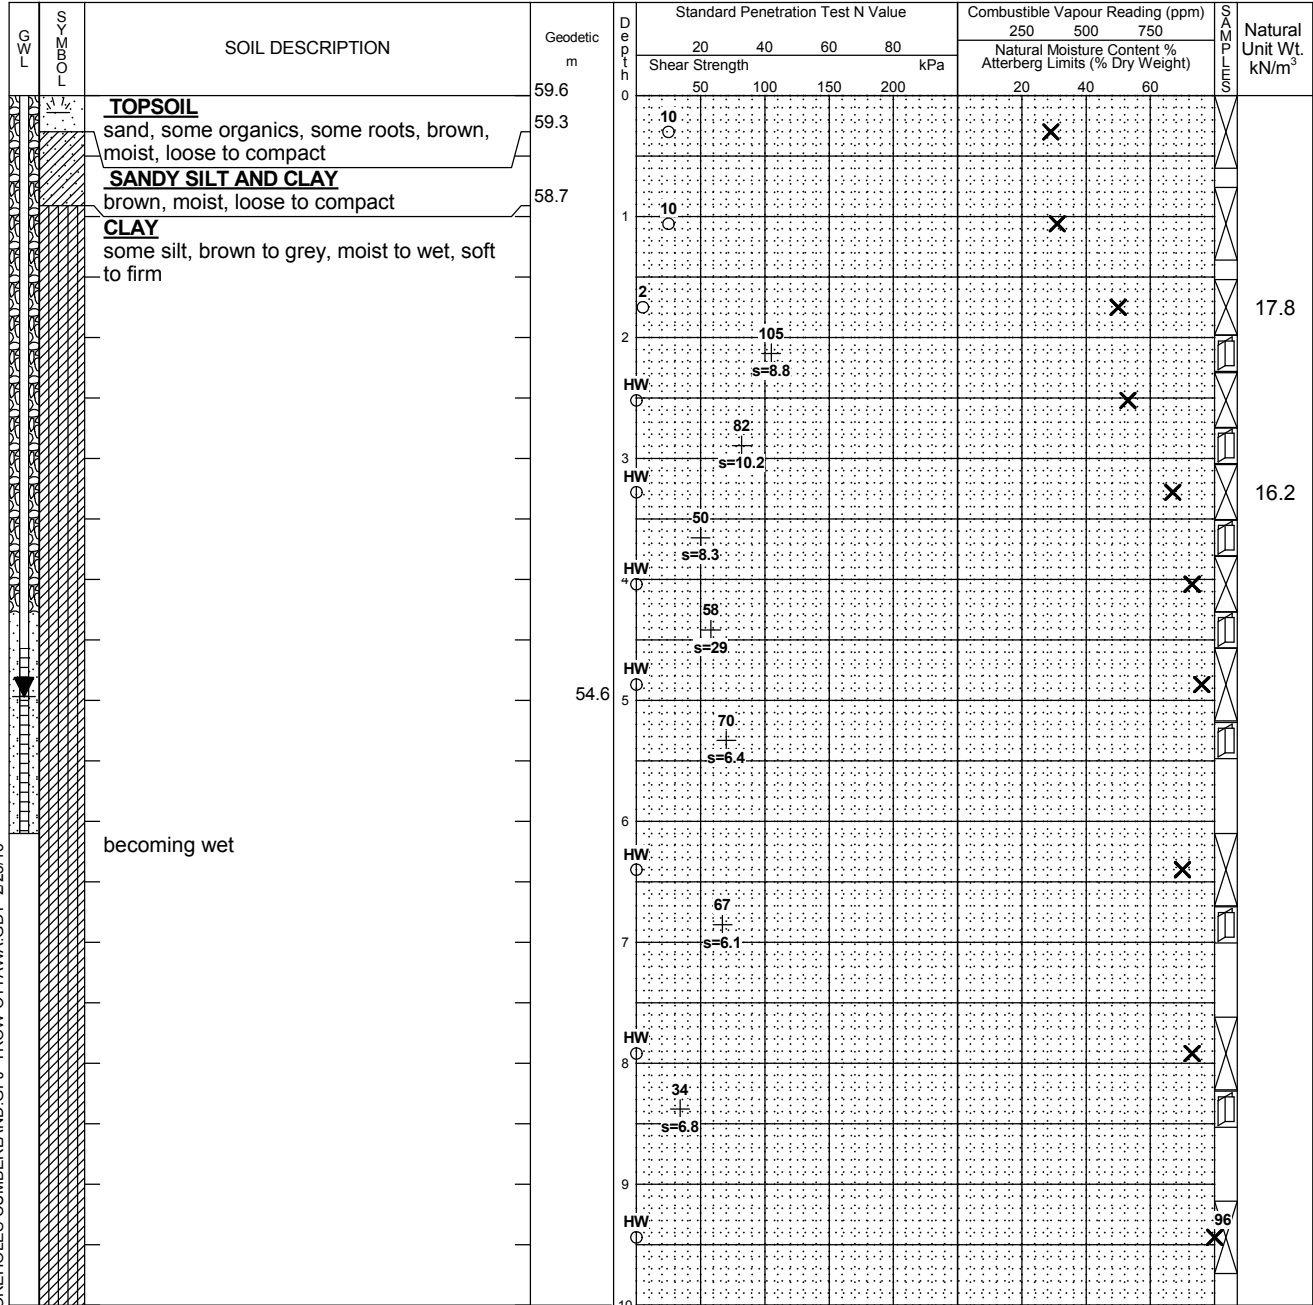 GWL
SYMBOL
SOIL DESCRIPTION
Geodetic
m
Depth
Standard Penetration Test N Value
20 40 60 80
Shear Strength kPa
50 100 150 200
Combustible Vapour Reading (ppm)
250 500 750
Natural Moisture Content %
Atterberg Limits (% Dry Weight)
20 40 60
SAMPLES
Natural
Unit Wt.
kN/m³
59.6
0
TOPSOIL
sand, some organics, some roots, brown,
moist, loose to compact
59.3
10
SANDY SILT AND CLAY
brown, moist, loose to compact
58.7
1
10
CLAY
some silt, brown to grey, moist to wet, soft
to firm
2
17.8
2
105
s=8.8
HW
82
s=10.2
3
HW
16.2
50
s=8.3
4
HW
58
s=29
HW
54.6
5
70
s=6.4
6
becoming wet
HW
67
s=6.1
7
HW
8
34
s=6.8
9
HW
96
10